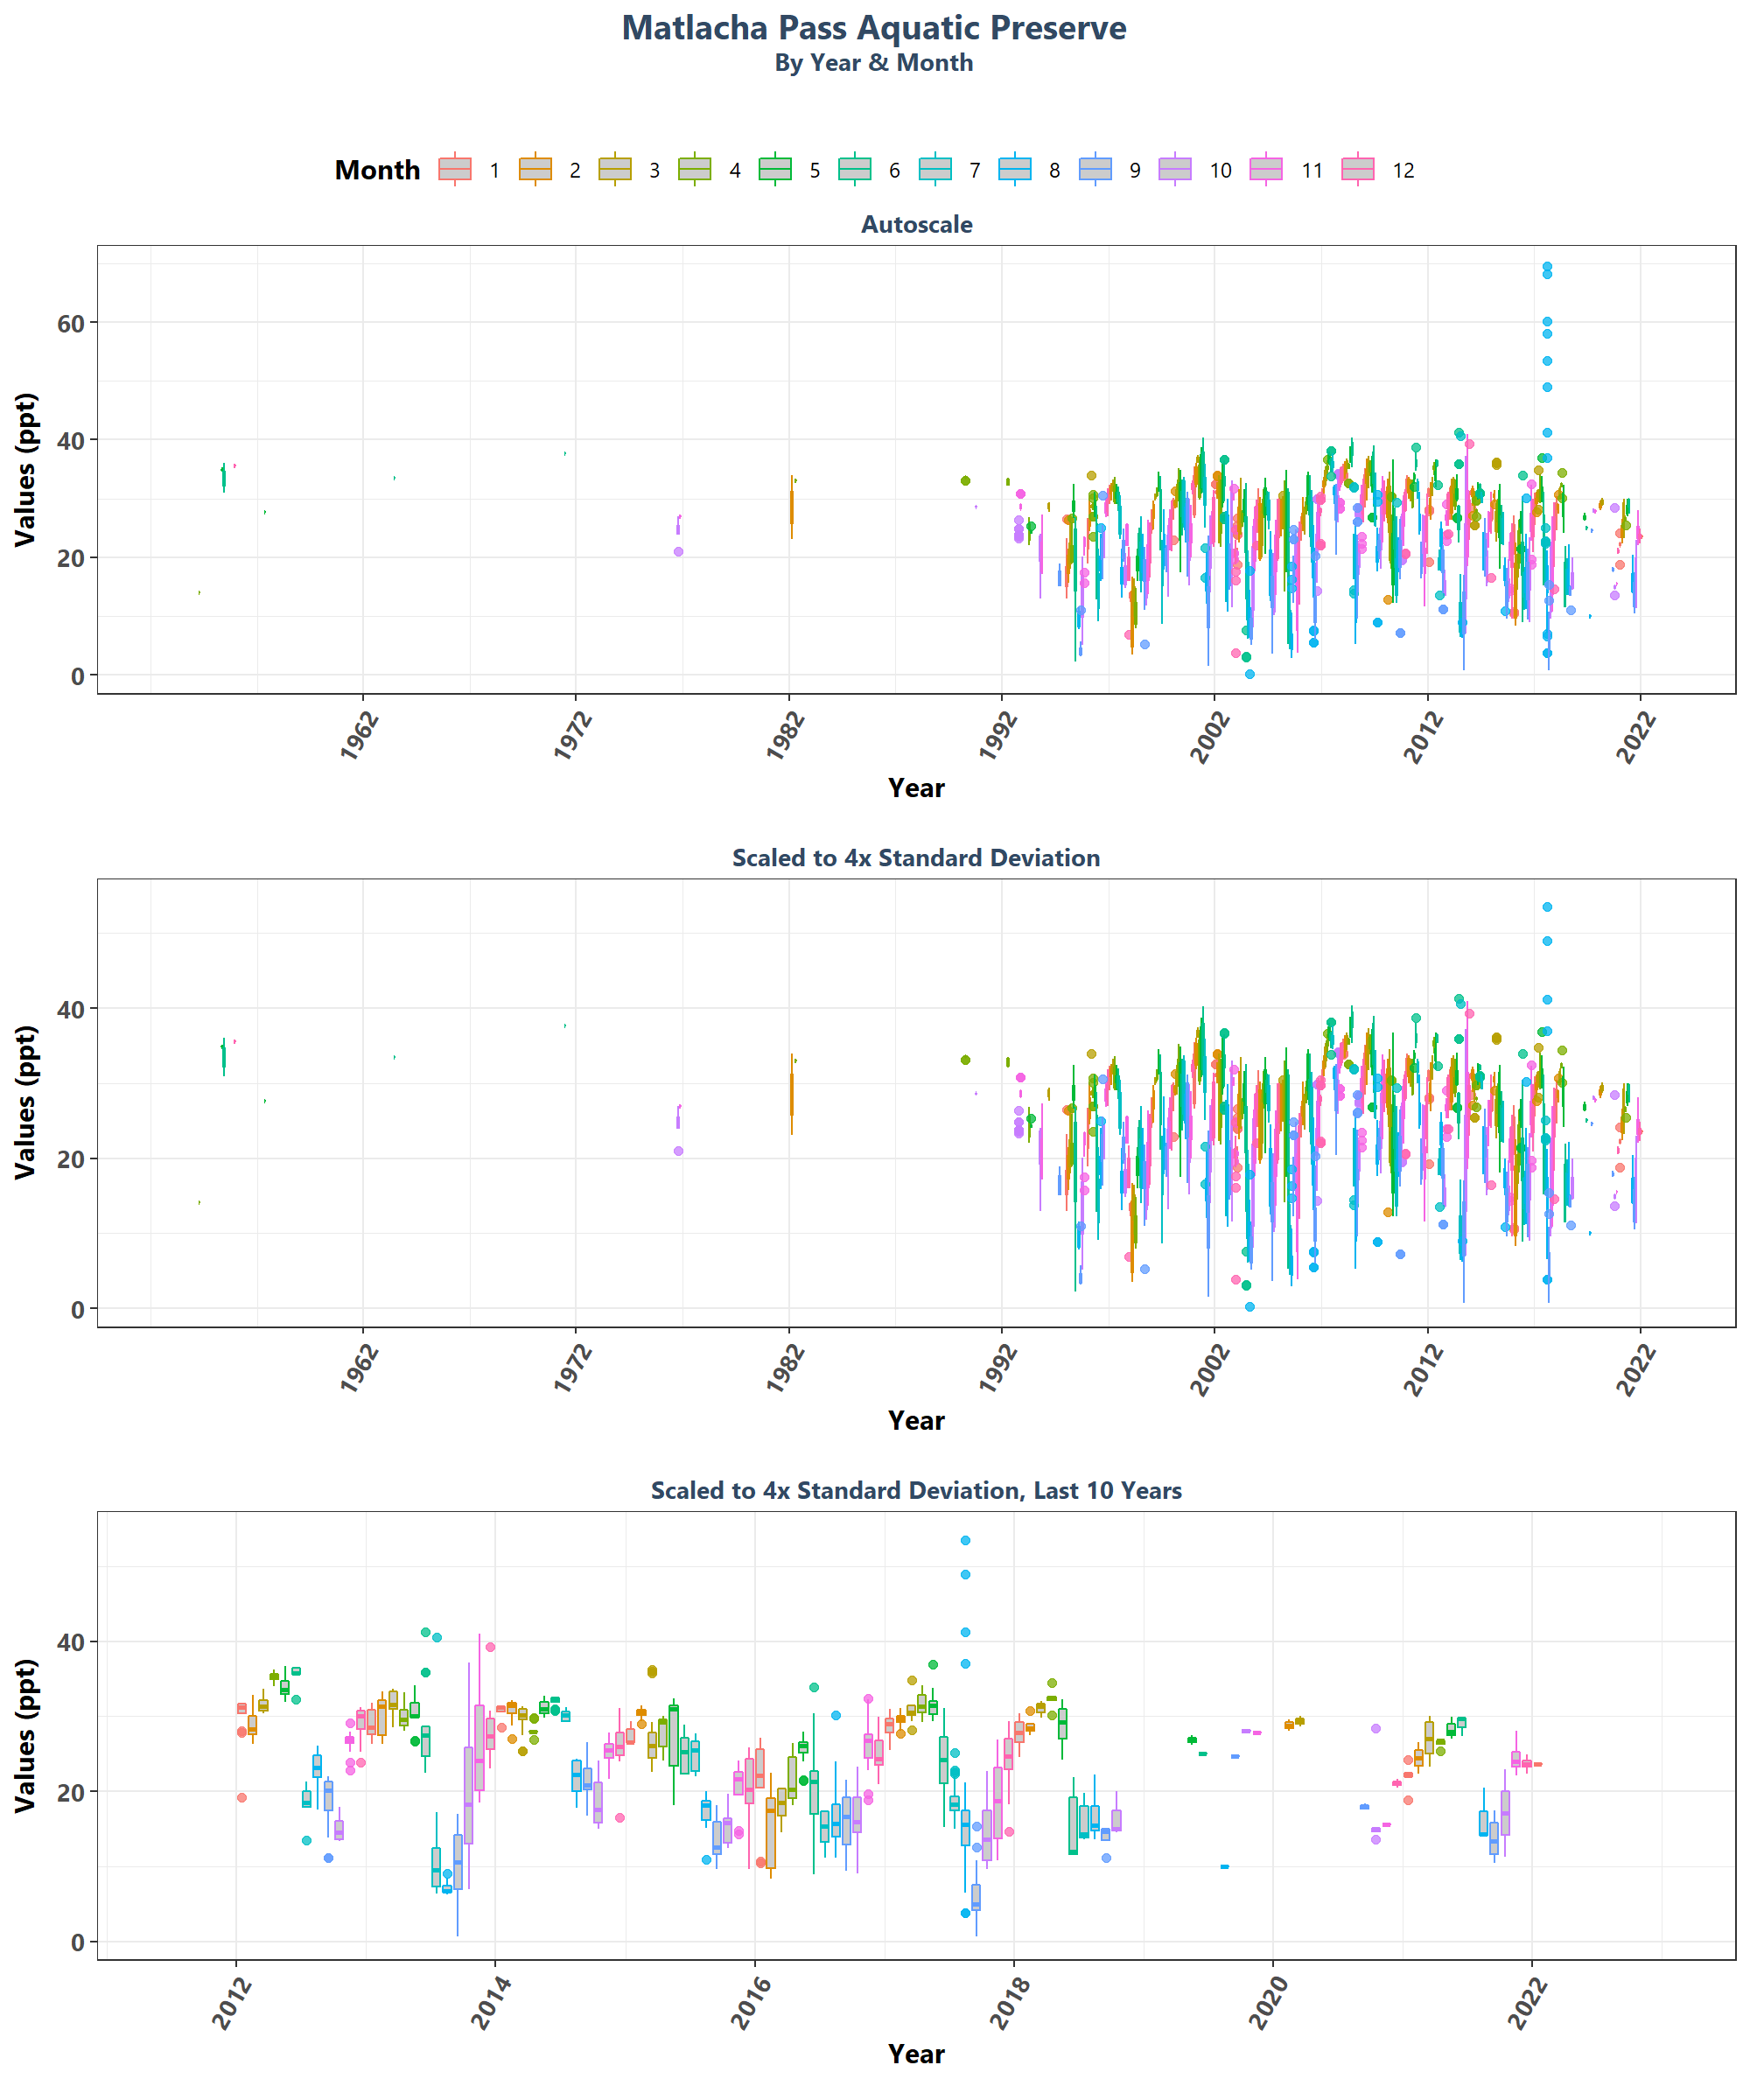 Matlacha Pass Aquatic Preserve
By Year & Month
Month 1 2 3 4 5 6 7 8 9 10 11 12
Autoscale
Values (ppt)
60
40
20
0
1962 1972 1982 1992 2002 2012 2022
Year
Scaled to 4x Standard Deviation
Values (ppt)
40
20
0
1962 1972 1982 1992 2002 2012 2022
Year
Scaled to 4x Standard Deviation, Last 10 Years
Values (ppt)
40
20
0
2012 2014 2016 2018 2020 2022
Year